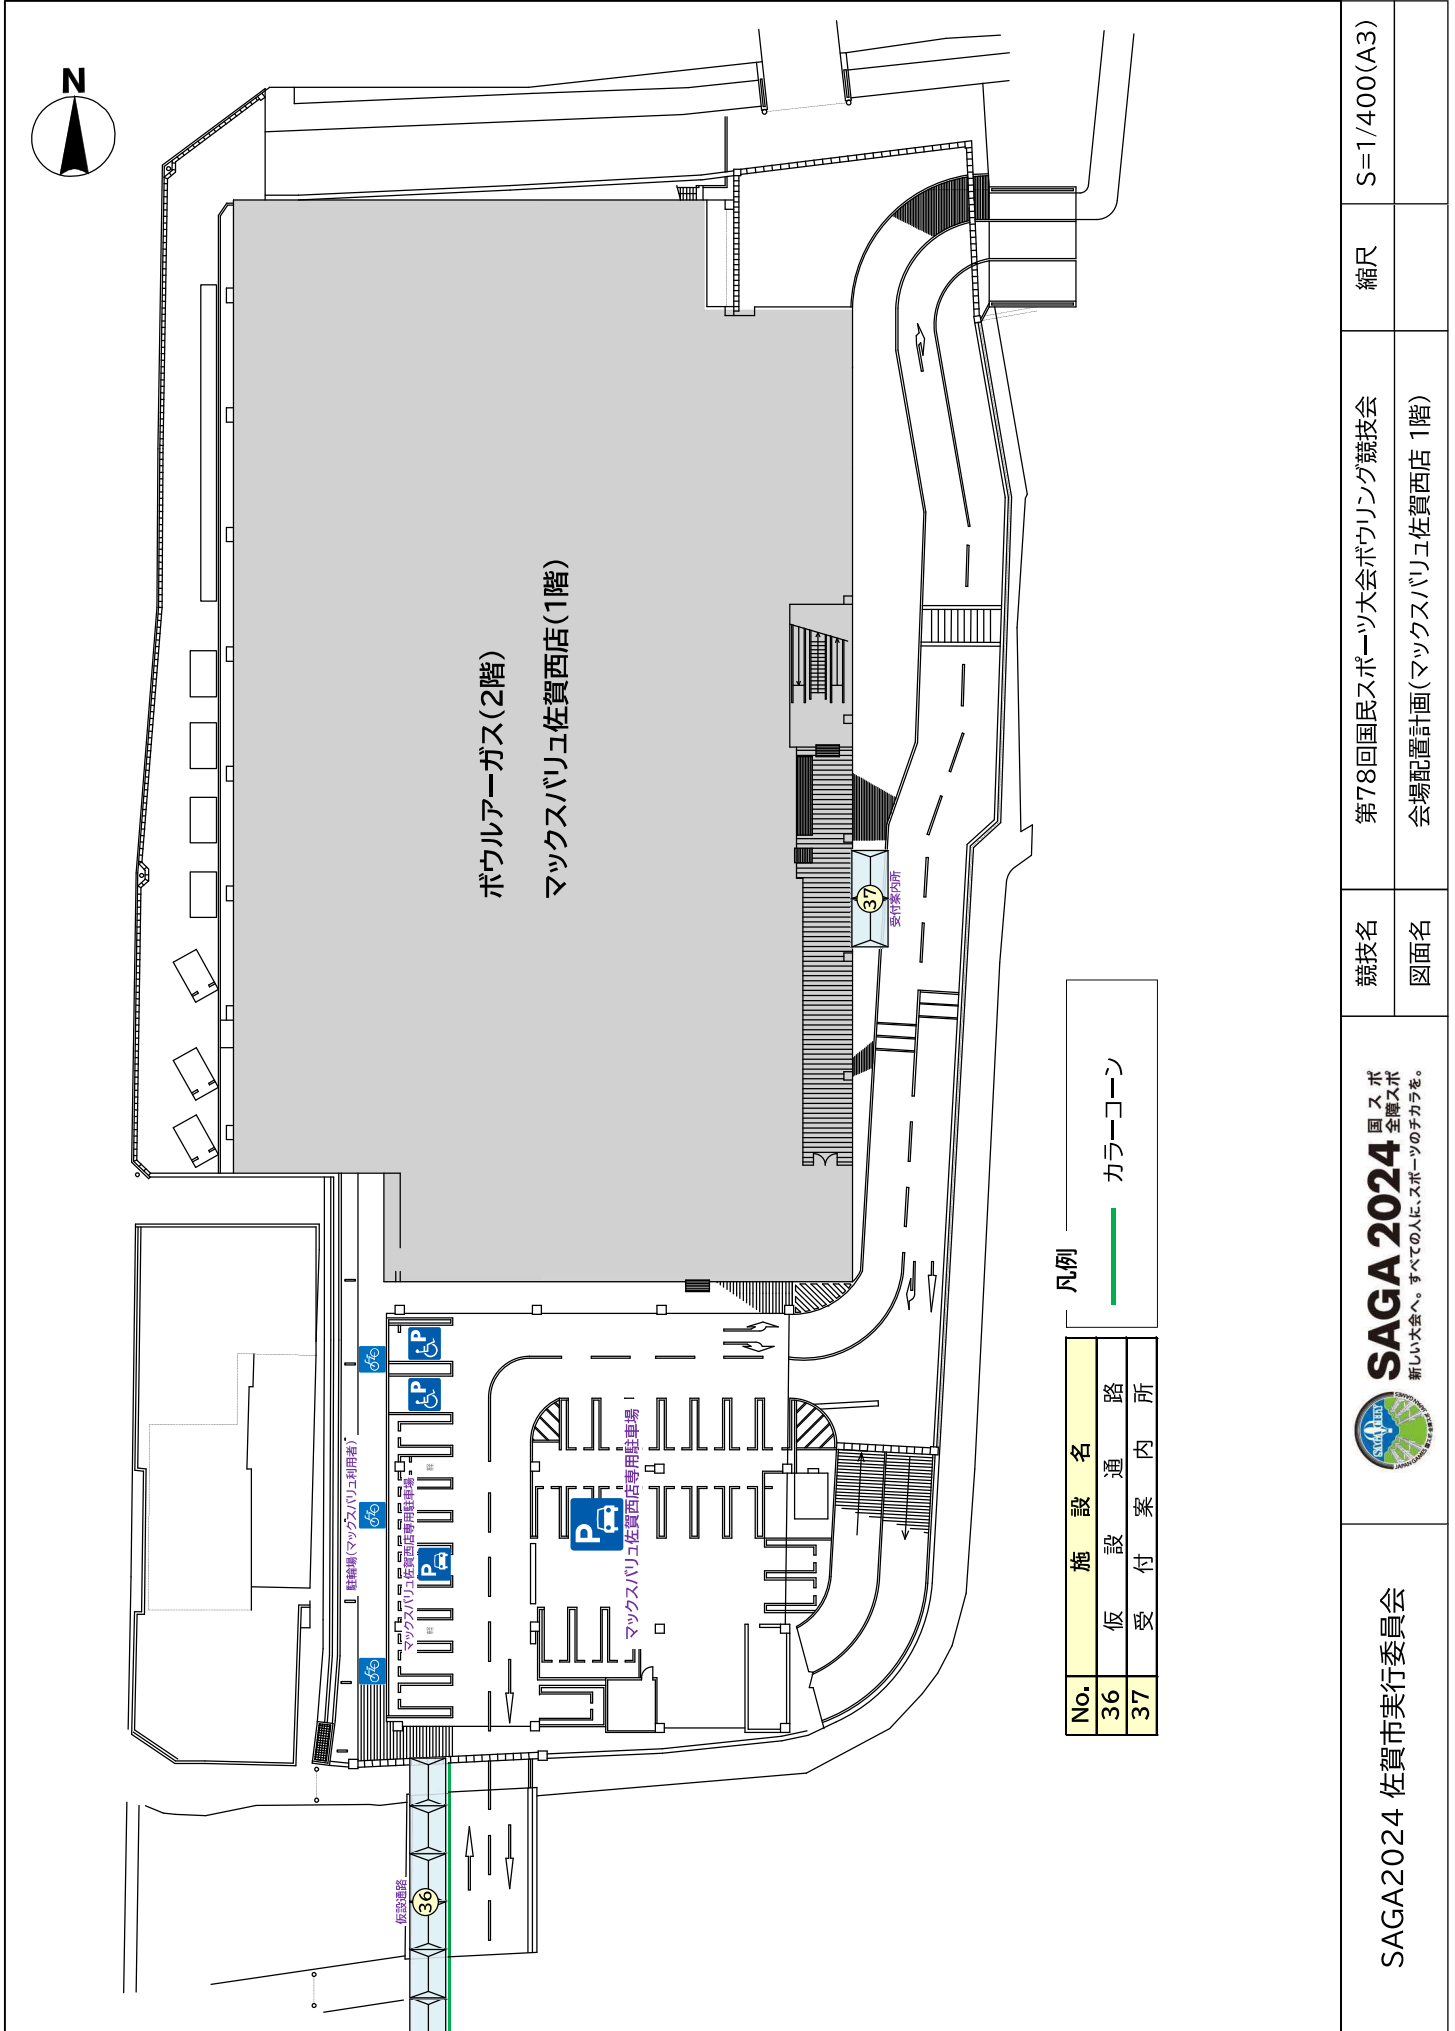 N
ボウルアーガス(2階)
マックスバリュ佐賀西店(1階)
37
受付案内所
駐輪場(マックスバリュ利用者)
マックスバリュ佐賀西店専用駐車場
P
P
P
マックスバリュ佐賀西店専用駐車場
P
仮設通路
36
凡例
カラーコーン
No. 施設名
36 仮設通路
37 受付案内所
SAGA2024 佐賀市実行委員会
SAGA2024 国スポ 全障スポ
新しい大会へ。すべての人に、スポーツのチカラを。
競技名 第78回国民スポーツ大会ボウリング競技会 縮尺 S=1/400(A3)
図面名 会場配置計画(マックスバリュ佐賀西店 1階)